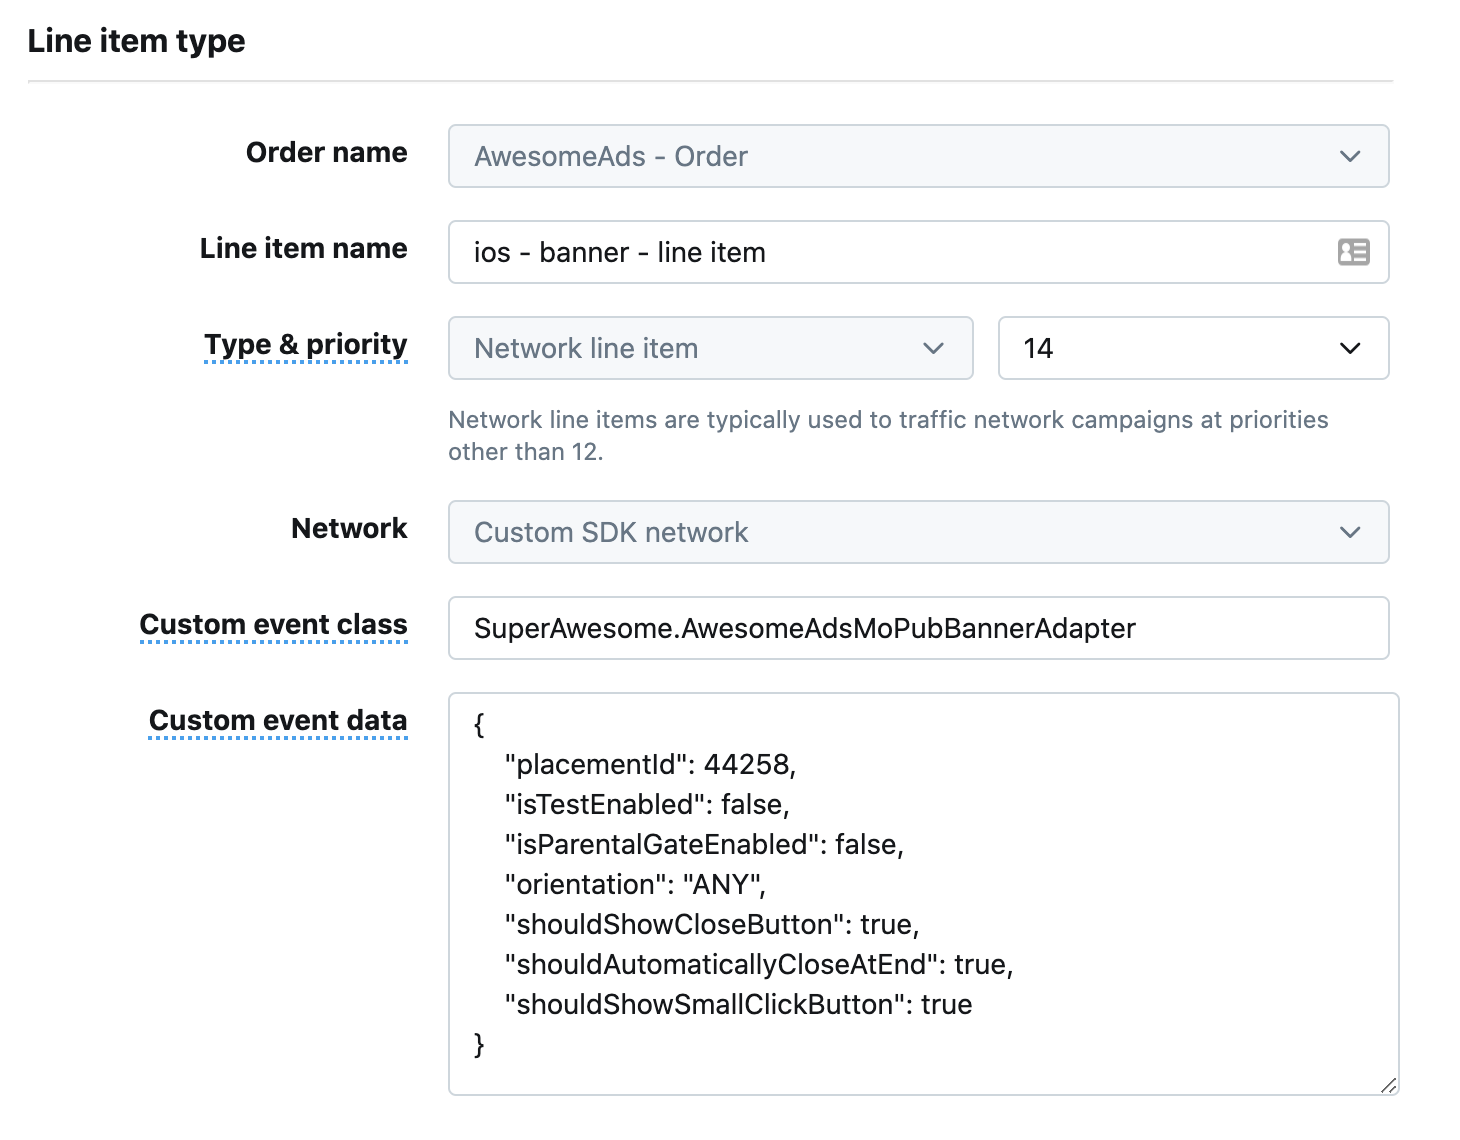 Line item type
Order name
AwesomeAds - Order
Line item name
ios - banner - line item
Type & priority
Network line item
14
Network line items are typically used to traffic network campaigns at priorities
other than 12.
Network
Custom SDK network
Custom event class
SuperAwesome.AwesomeAdsMoPubBannerAdapter
Custom event data
{
"placementId": 44258,
"isTestEnabled": false,
"isParentalGateEnabled": false,
"orientation": "ANY",
"shouldShowCloseButton": true,
"shouldAutomaticallyCloseAtEnd": true,
"shouldShowSmallClickButton": true
}